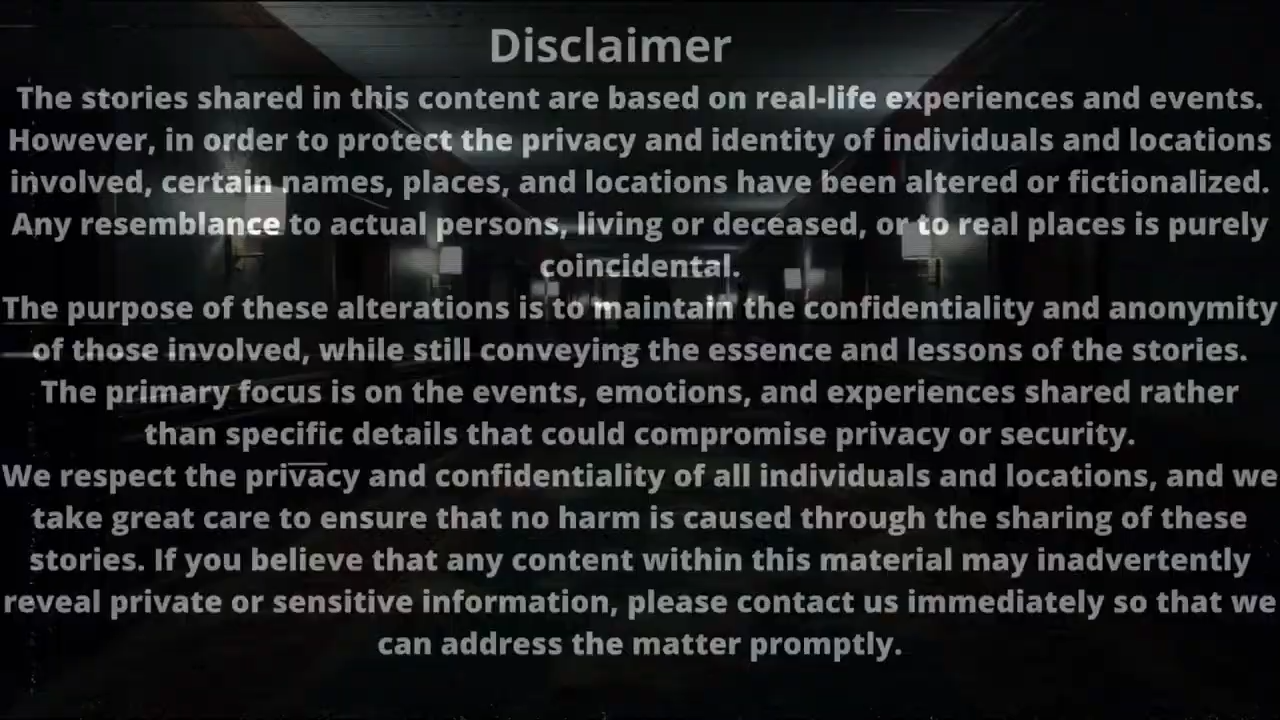 Disclaimer
The stories shared in this content are based on real-life experiences and events.
However, in order to protect the privacy and identity of individuals and locations
involved, certain names, places, and locations have been altered or fictionalized.
Any resemblance to actual persons, living or deceased, or to real places is purely
coincidental.
The purpose of these alterations is to maintain the confidentiality and anonymity
of those involved, while still conveying the essence and lessons of the stories.
The primary focus is on the events, emotions, and experiences shared rather
than specific details that could compromise privacy or security.
We respect the privacy and confidentiality of all individuals and locations, and we
take great care to ensure that no harm is caused through the sharing of these
stories. If you believe that any content within this material may inadvertently
reveal private or sensitive information, please contact us immediately so that we
can address the matter promptly.